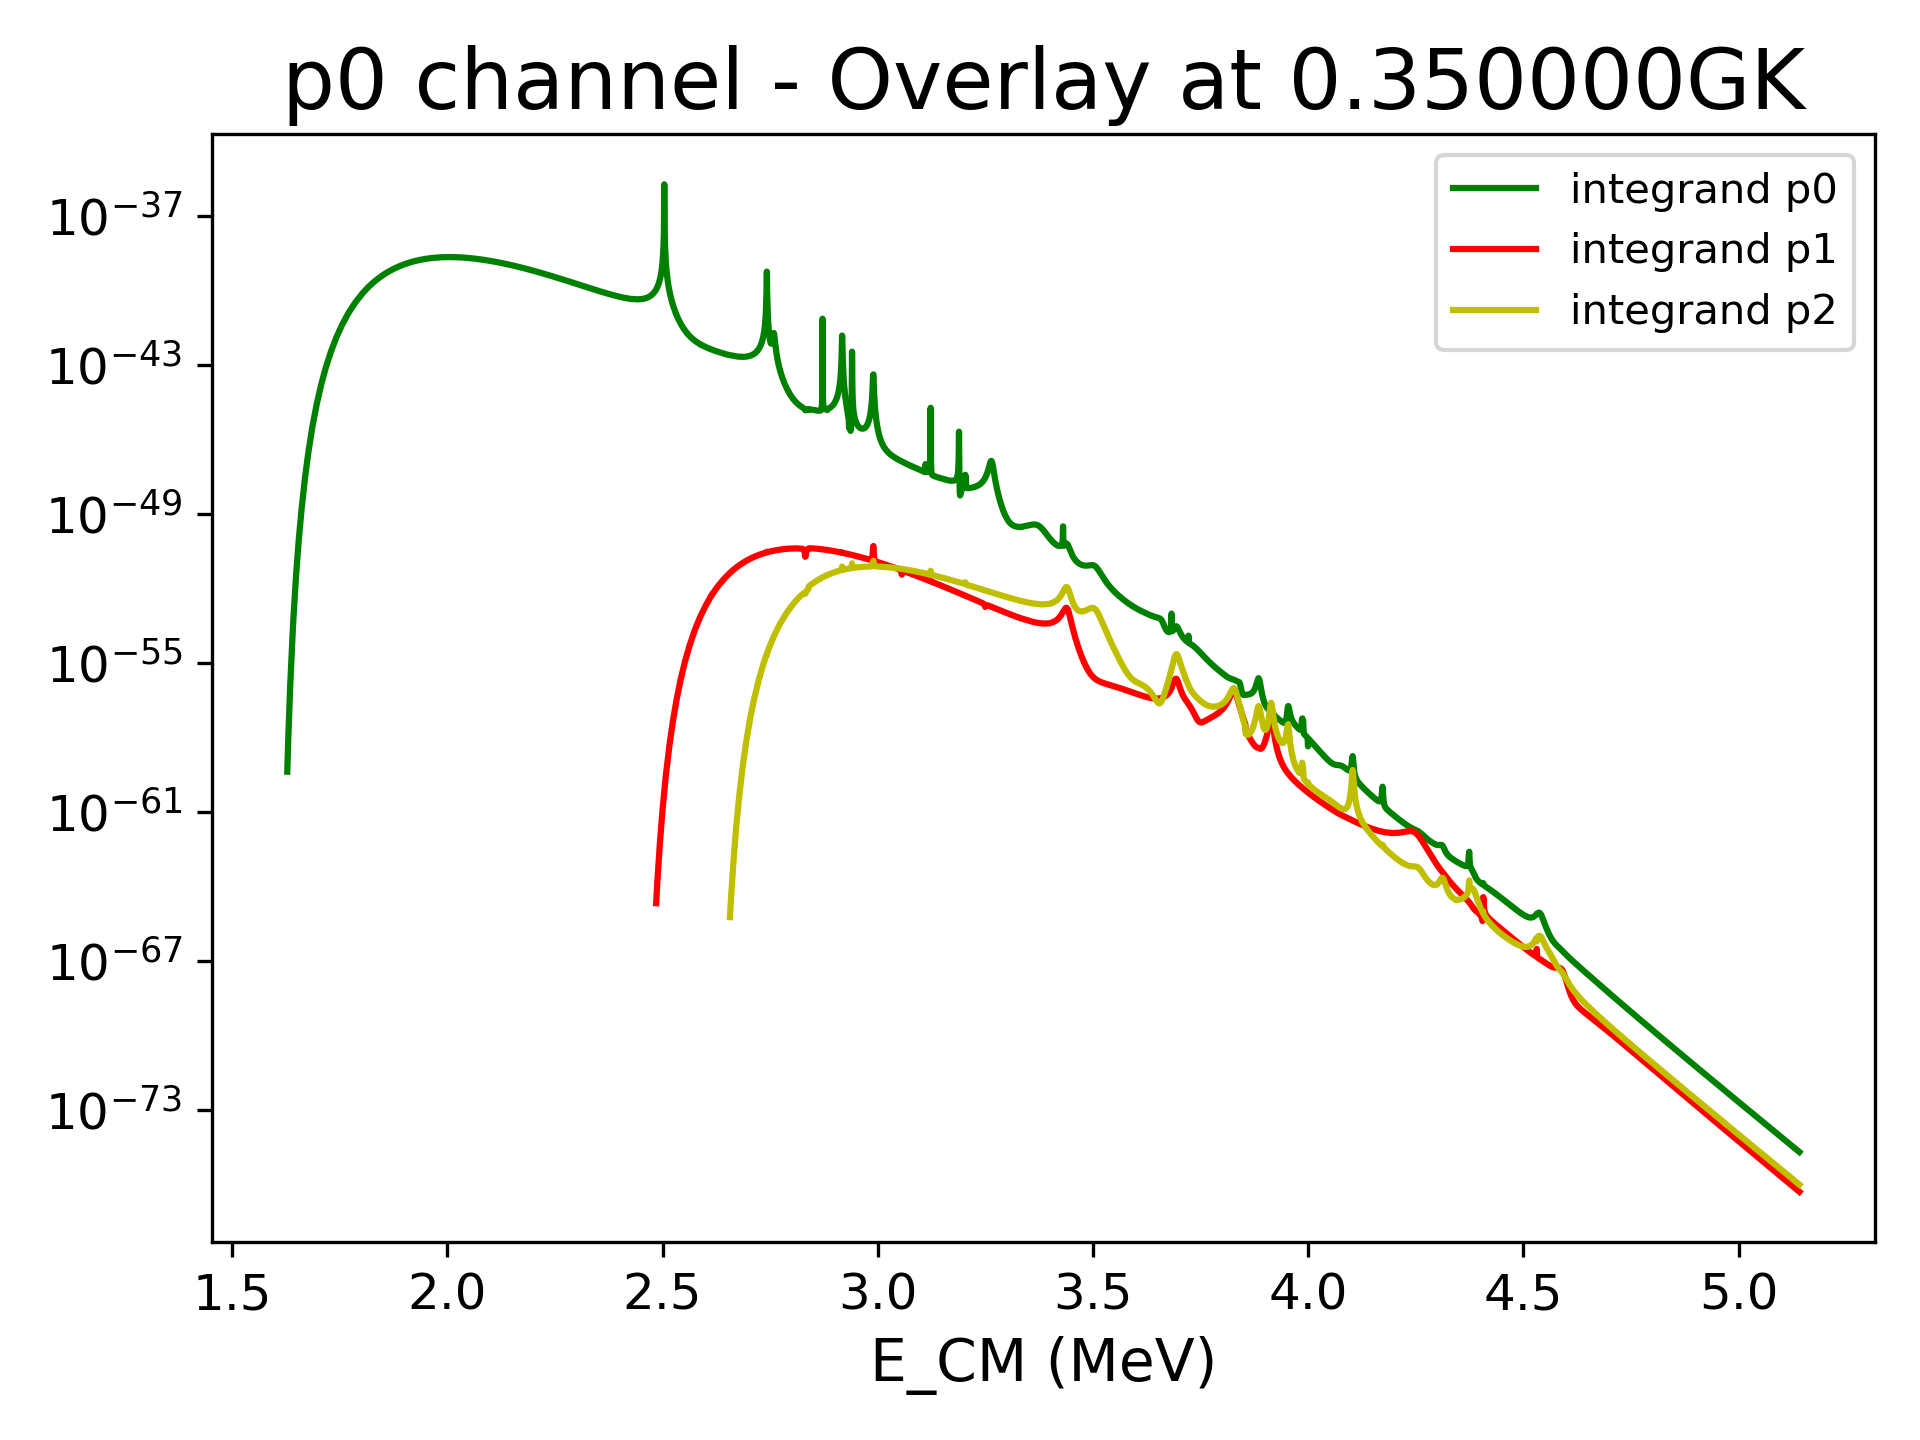 p0 channel - Overlay at 0.350000GK
integrand p0
integrand p1
integrand p2
10⁻³⁷
10⁻⁴³
10⁻⁴⁹
10⁻⁵⁵
10⁻⁶¹
10⁻⁶⁷
10⁻⁷³
1.5 2.0 2.5 3.0 3.5 4.0 4.5 5.0
E_CM (MeV)